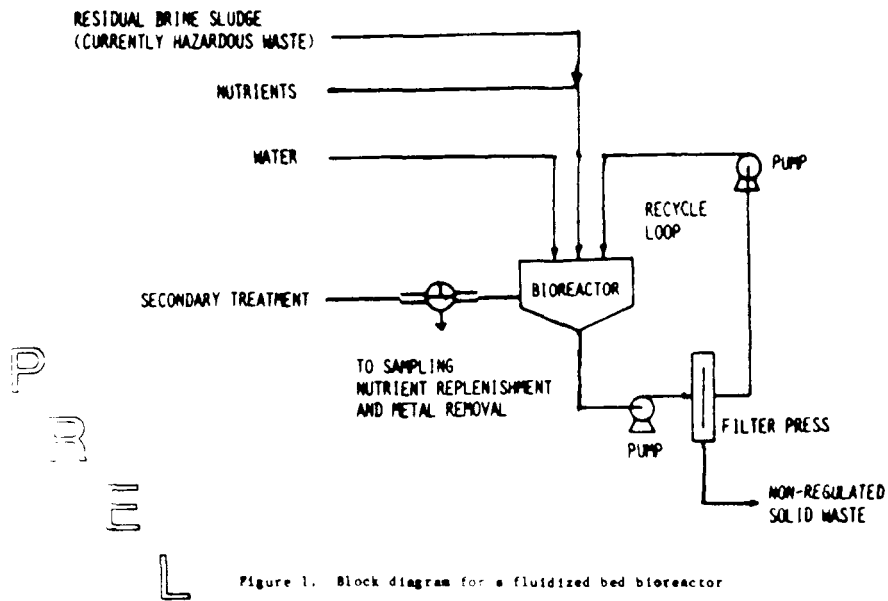 RESIDUAL BRINE SLUDGE
(CURRENTLY HAZARDOUS WASTE)
NUTRIENTS
WATER
PUMP
RECYCLE
LOOP
BIOREACTOR
SECONDARY TREATMENT
TO SAMPLING
NUTRIENT REPLENISHMENT
AND METAL REMOVAL
FILTER PRESS
PUMP
NON-REGULATED
SOLID WASTE
P
R
E
L
Figure 1. Block diagram for a fluidized bed bioreactor